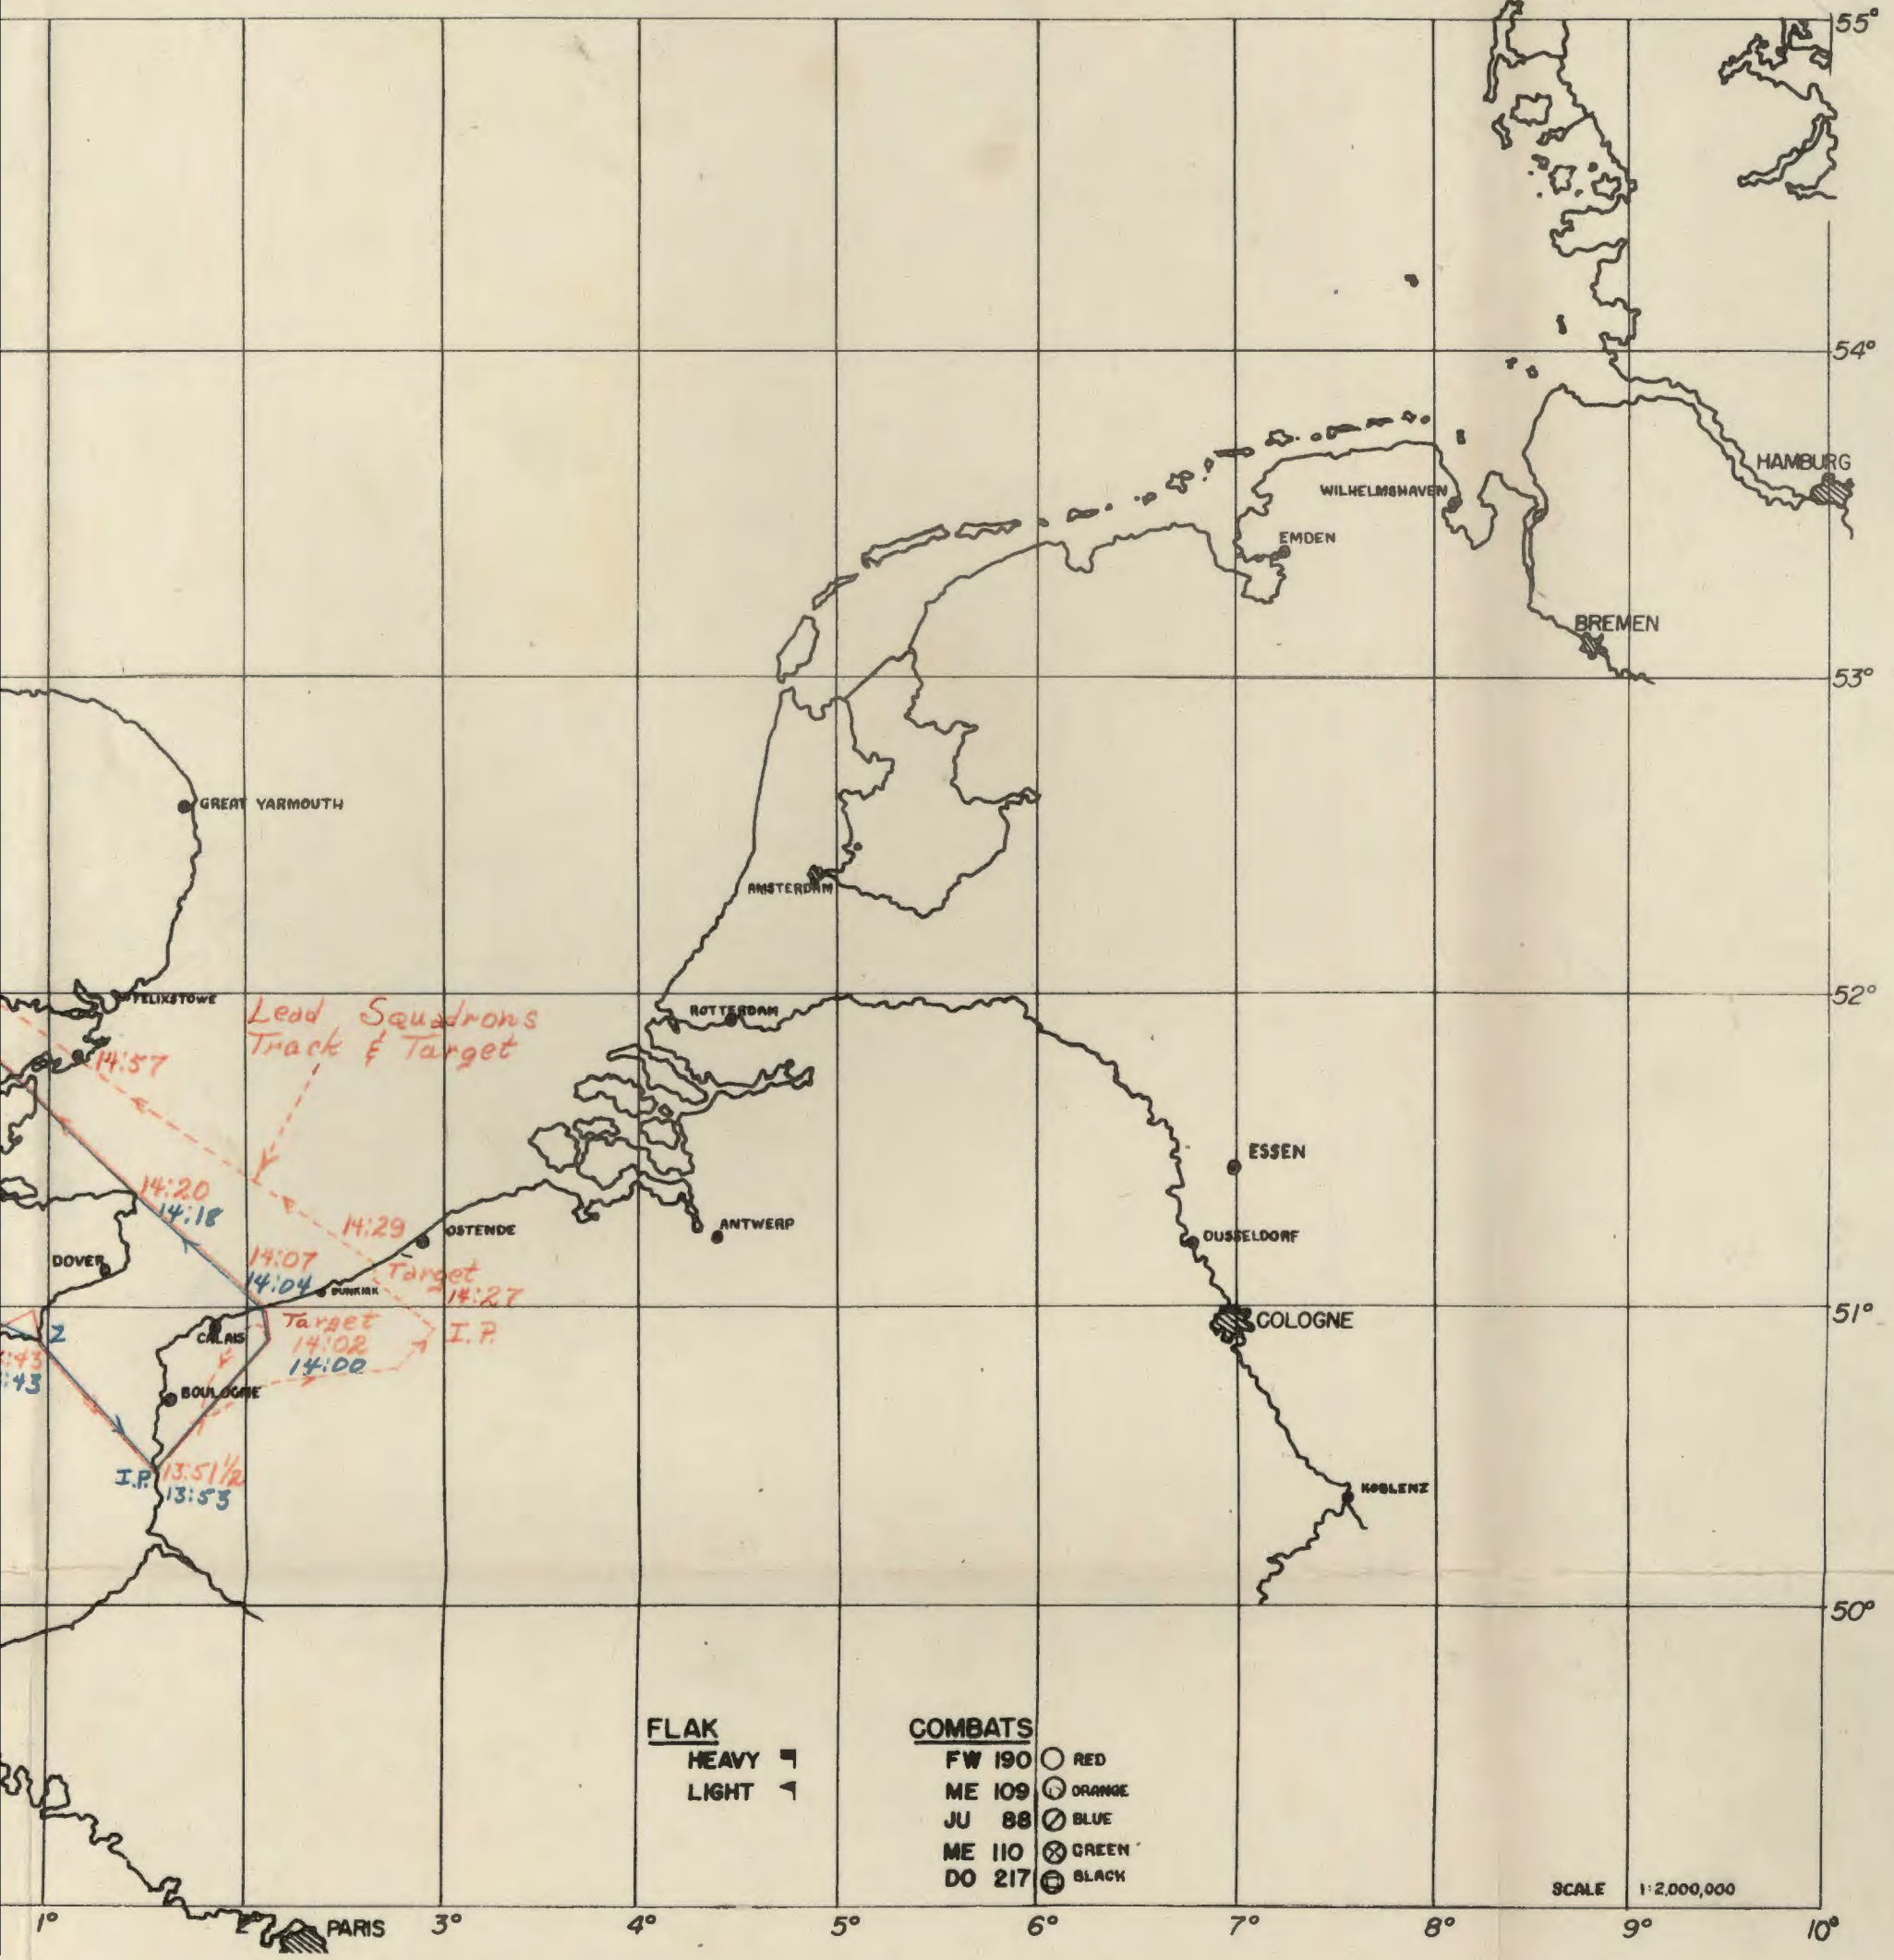 55°
54°
HAMBURG
WILHELMSHAVEN
EMDEN
BREMEN
53°
GREAT YARMOUTH
AMSTERDAM
52°
FELIXSTOWE
Lead Squadrons
Track & Target
ROTTERDAM
14:57
ESSEN
14:20
14:18
14:29
OSTENDE
ANTWERP
DUSSELDORF
DOVER
14:07
14:04
DUNKIRK
Target
14:27
51°
COLOGNE
Z
CALAIS
Target
14:02
14:00
I.P.
:43
:43
BOULOGNE
I.P. 13:51 1/2
13:53
KOBLENZ
50°
FLAK
HEAVY
LIGHT
COMBATS
FW 190 RED
ME 109 ORANGE
JU 88 BLUE
ME 110 GREEN
DO 217 BLACK
SCALE 1:2,000,000
1° 2° 3° 4° 5° 6° 7° 8° 9° 10°
PARIS